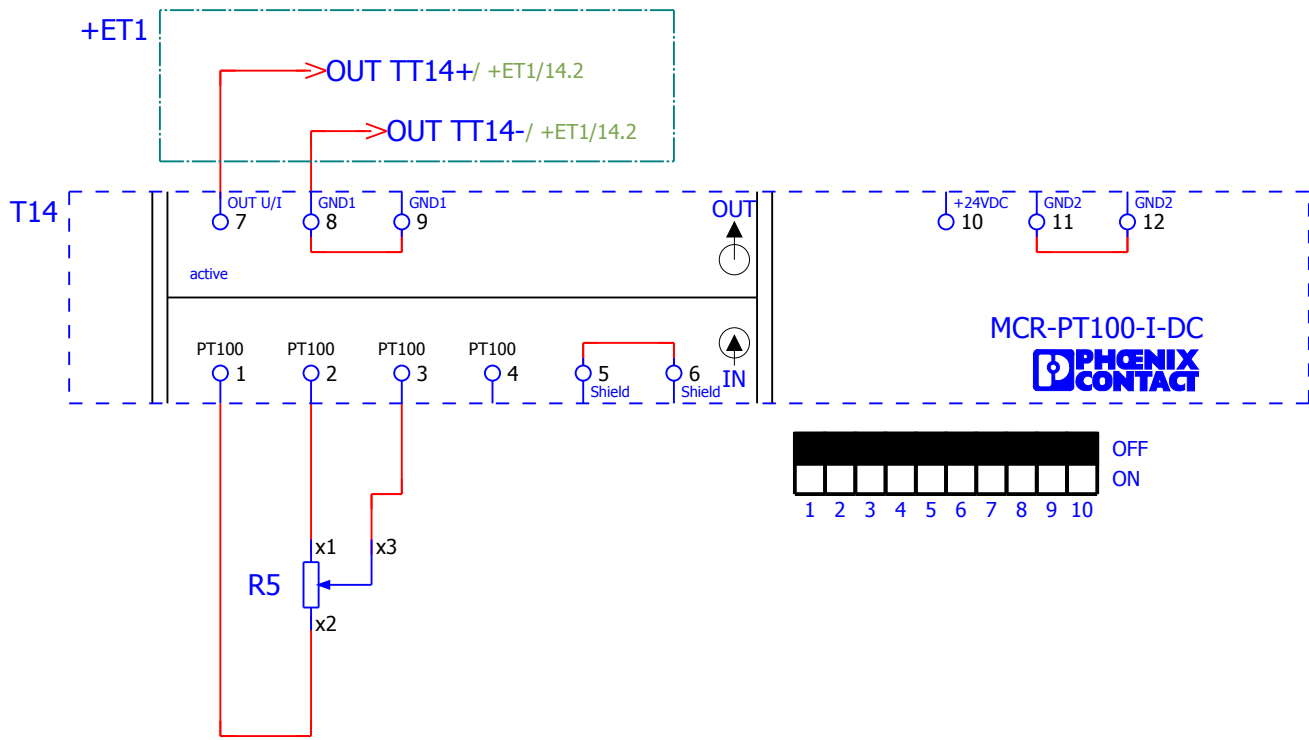 +ET1
OUT TT14+/ +ET1/14.2
OUT TT14-/ +ET1/14.2
T14
OUT U/I GND1 GND1 OUT +24VDC GND2 GND2
7 8 9 10 11 12
active
MCR-PT100-I-DC
PT100 PT100 PT100 PT100
1 2 3 4 5 6 IN
Shield Shield
PHŒNIX
CONTACT
OFF
ON
1 2 3 4 5 6 7 8 9 10
x1 x3
R5
x2